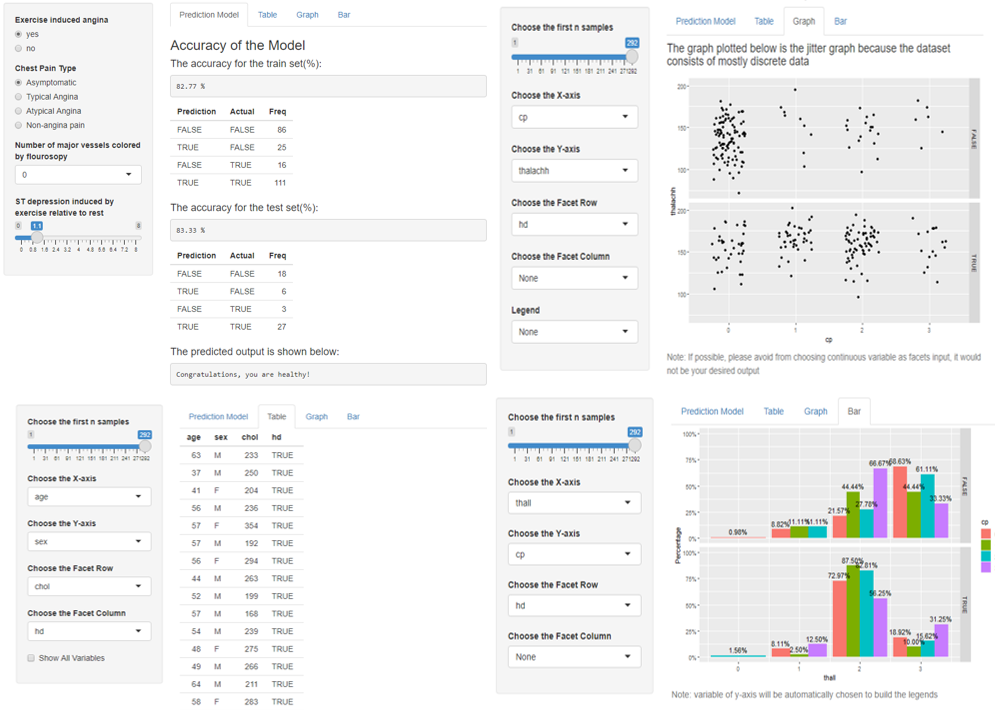 Exercise induced angina
yes
no
Chest Pain Type
Asymptomatic
Typical Angina
Atypical Angina
Non-angina pain
Number of major vessels colored
by flourosopy
0
ST depression induced by
exercise relative to rest
0 1.1 8
0 0.8 1.6 2.4 3.2 4 4.8 5.6 6.4 7.2 8
Prediction Model Table Graph Bar
Accuracy of the Model
The accuracy for the train set(%):
82.77 %
Prediction Actual Freq
FALSE FALSE 86
TRUE FALSE 25
FALSE TRUE 16
TRUE TRUE 111
The accuracy for the test set(%):
83.33 %
Prediction Actual Freq
FALSE FALSE 18
TRUE FALSE 6
FALSE TRUE 3
TRUE TRUE 27
The predicted output is shown below:
Congratulations, you are healthy!
Choose the first n samples
1 292
1 31 61 91 121 151 181 211 241 271292
Choose the X-axis
cp
Choose the Y-axis
thalachh
Choose the Facet Row
hd
Choose the Facet Column
None
Legend
None
Prediction Model Table Graph Bar
The graph plotted below is the jitter graph because the dataset
consists of mostly discrete data
200
150
100
FALSE
thalachh
200
150
100
TRUE
0 1 2 3
cp
Note: If possible, please avoid from choosing continuous variable as facets input, it would
not be your desired output
Choose the first n samples
1 292
1 31 61 91 121 151 181 211 241 271292
Choose the X-axis
age
Choose the Y-axis
sex
Choose the Facet Row
chol
Choose the Facet Column
hd
Show All Variables
Prediction Model Table Graph Bar
age sex chol hd
63 M 233 TRUE
37 M 250 TRUE
41 F 204 TRUE
56 M 236 TRUE
57 F 354 TRUE
57 M 192 TRUE
56 F 294 TRUE
44 M 263 TRUE
52 M 199 TRUE
57 M 168 TRUE
54 M 239 TRUE
48 F 275 TRUE
49 M 266 TRUE
64 M 211 TRUE
58 F 283 TRUE
Choose the first n samples
1 292
1 31 61 91 121 151 181 211 241 271292
Choose the X-axis
thall
Choose the Y-axis
cp
Choose the Facet Row
hd
Choose the Facet Column
None
Prediction Model Table Graph Bar
100%
75%
50%
25%
0%
0.98%
8.82% 11.11% 11.11%
21.57% 44.44% 27.78% 66.67%
68.63% 44.44% 61.11% 33.33%
FALSE
Percentage
100%
75%
50%
25%
0%
1.56%
8.11% 2.50% 12.50%
72.97% 87.50% 82.81% 56.25%
18.92% 10.00% 15.62% 31.25%
TRUE
0 1 2 3
thall
cp
Note: variable of y-axis will be automatically chosen to build the legends